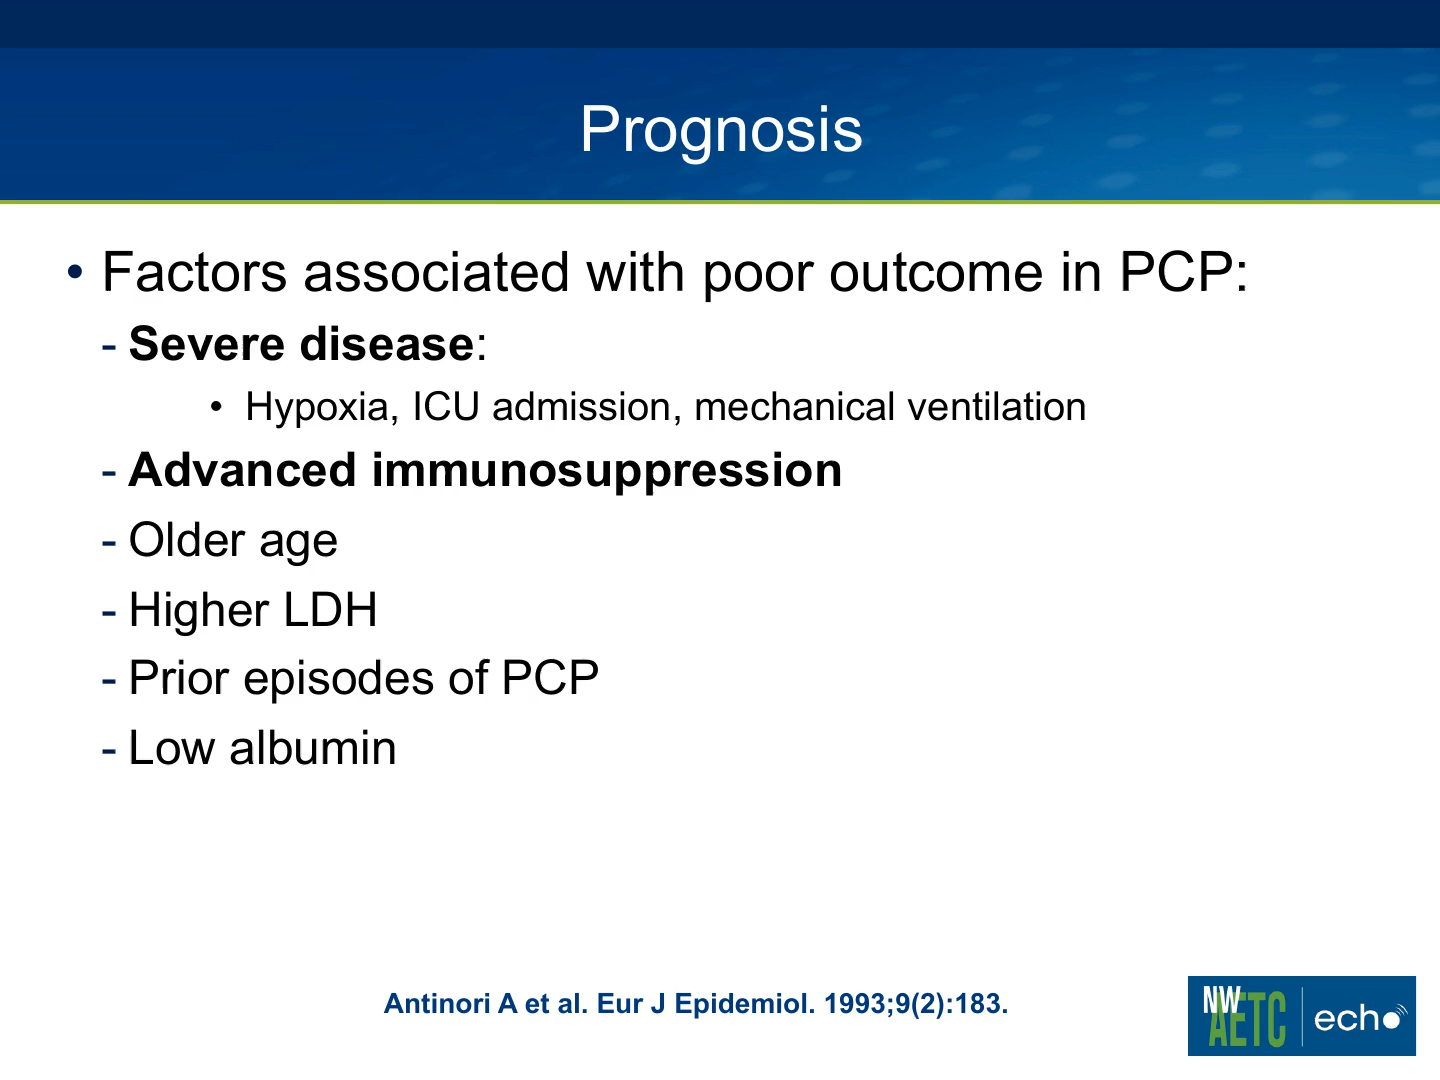 Prognosis
• Factors associated with poor outcome in PCP:
- Severe disease:
• Hypoxia, ICU admission, mechanical ventilation
- Advanced immunosuppression
- Older age
- Higher LDH
- Prior episodes of PCP
- Low albumin
Antinori A et al. Eur J Epidemiol. 1993;9(2):183.
NW
AETC
echo